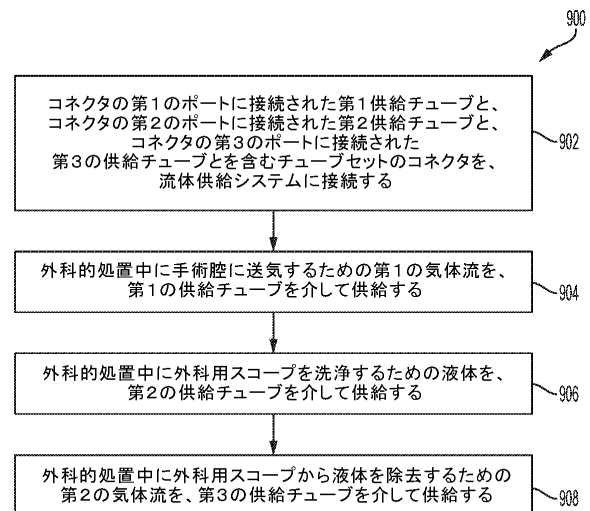 900
コネクタの第1のポートに接続された第1供給チューブと、
コネクタの第2のポートに接続された第2供給チューブと、
コネクタの第3のポートに接続された
第3の供給チューブとを含むチューブセットのコネクタを、
流体供給システムに接続する
902
外科的処置中に手術腔に送気するための第1の気体流を、
第1の供給チューブを介して供給する
904
外科的処置中に外科用スコープを洗浄するための液体を、
第2の供給チューブを介して供給する
906
外科的処置中に外科用スコープから液体を除去するための
第2の気体流を、第3の供給チューブを介して供給する
908